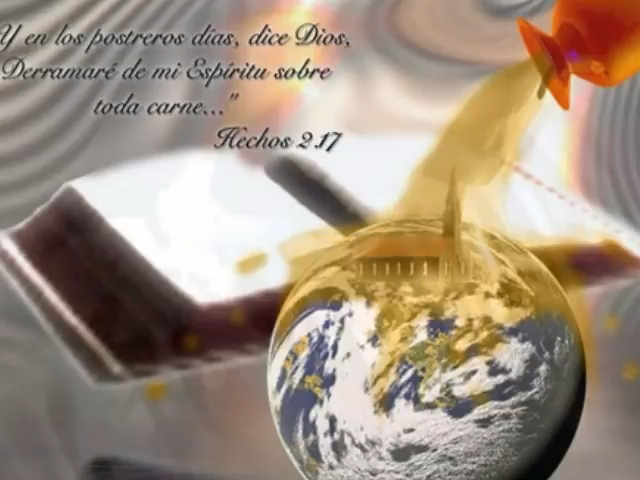 Y en los postreros días, dice Dios,
Derramaré de mi Espíritu sobre
toda carne..."
Hechos 2.17